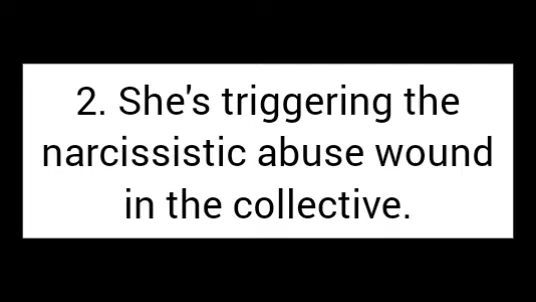 2. She's triggering the
narcissistic abuse wound
in the collective.